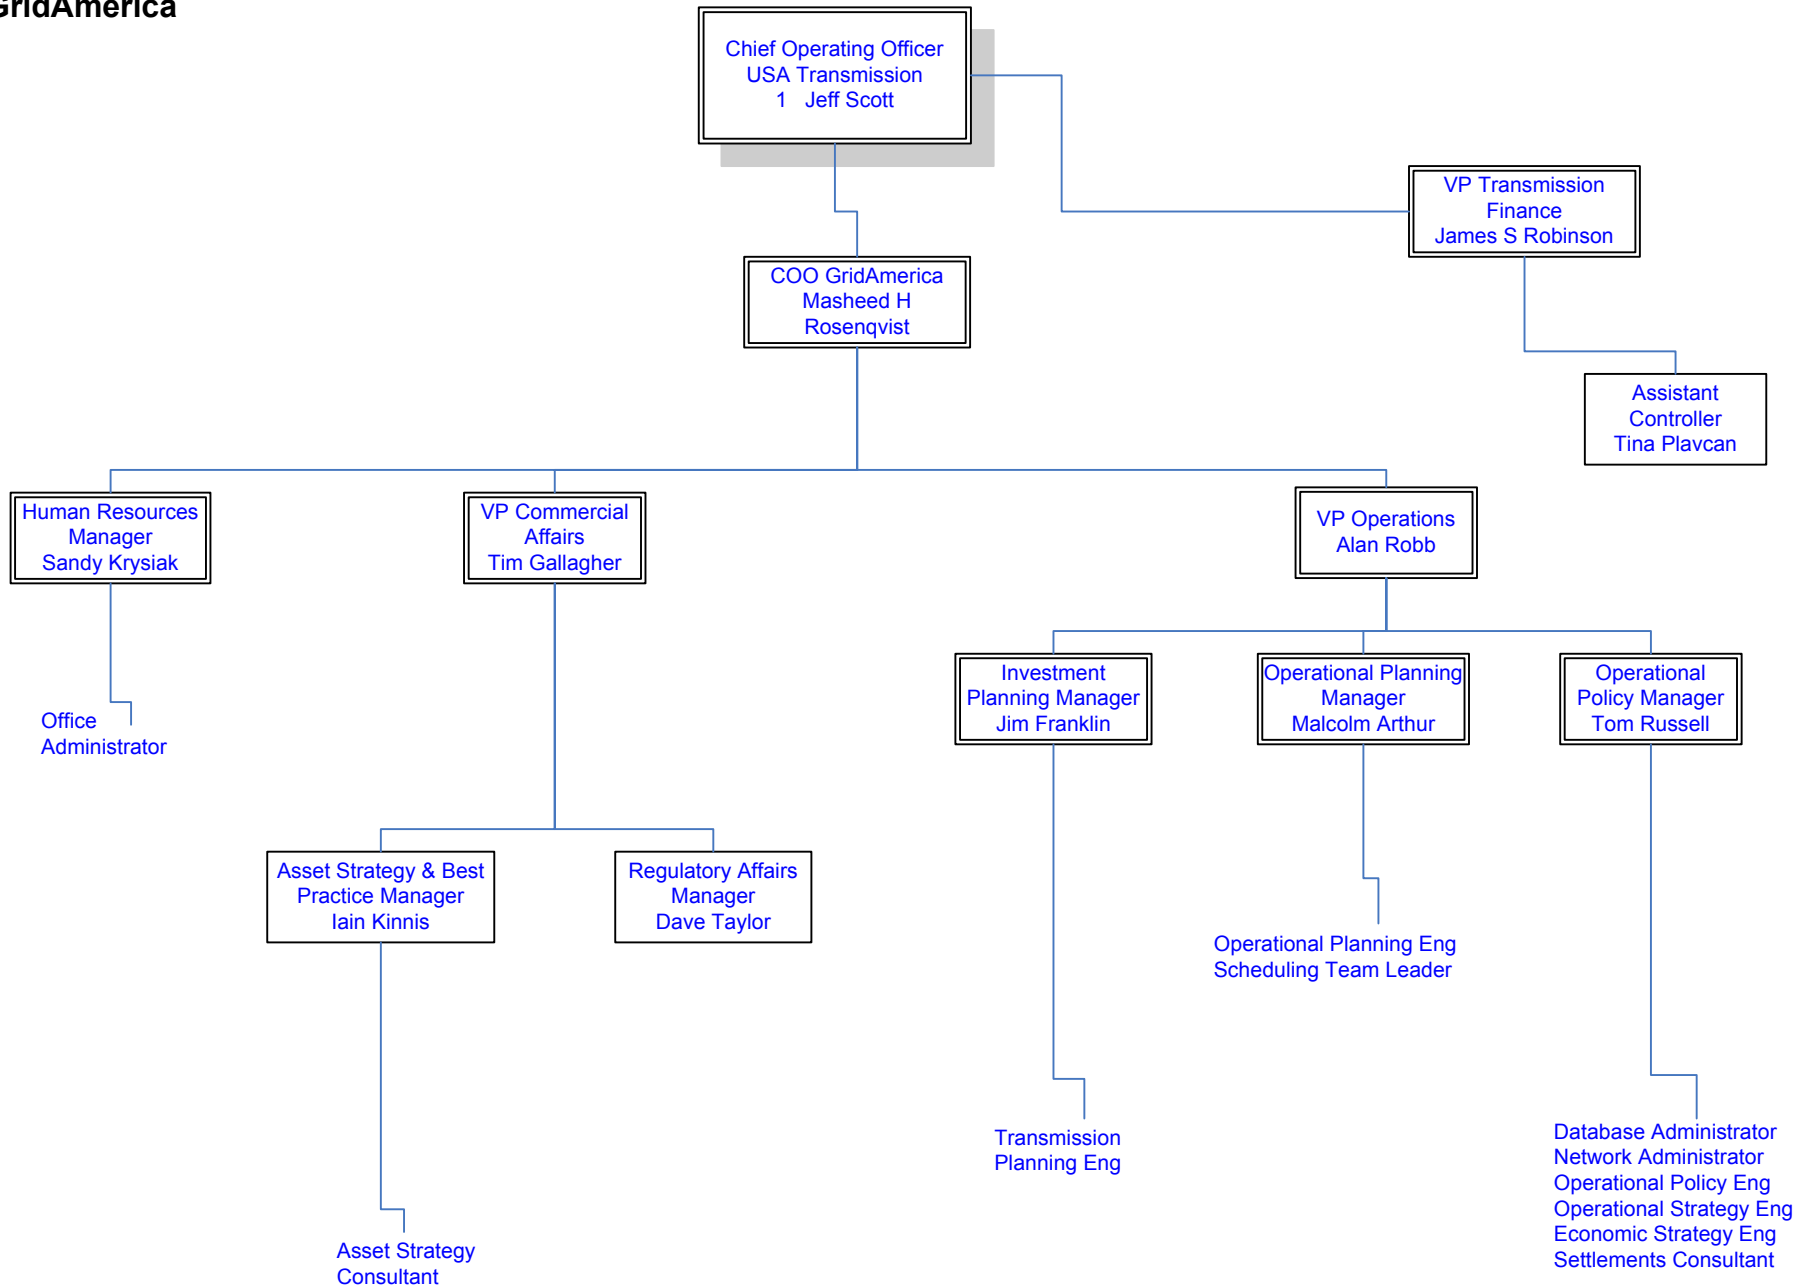 GridAmerica
Chief Operating Officer
USA Transmission
1 Jeff Scott
VP Transmission
Finance
James S Robinson
COO GridAmerica
Masheed H
Rosenqvist
Assistant
Controller
Tina Plavcan
Human Resources
Manager
Sandy Krysiak
VP Commercial
Affairs
Tim Gallagher
VP Operations
Alan Robb
Investment
Planning Manager
Jim Franklin
Operational Planning
Manager
Malcolm Arthur
Operational
Policy Manager
Tom Russell
Office
Administrator
Asset Strategy & Best
Practice Manager
Iain Kinnis
Regulatory Affairs
Manager
Dave Taylor
Operational Planning Eng
Scheduling Team Leader
Transmission
Planning Eng
Database Administrator
Network Administrator
Operational Policy Eng
Operational Strategy Eng
Economic Strategy Eng
Settlements Consultant
Asset Strategy
Consultant